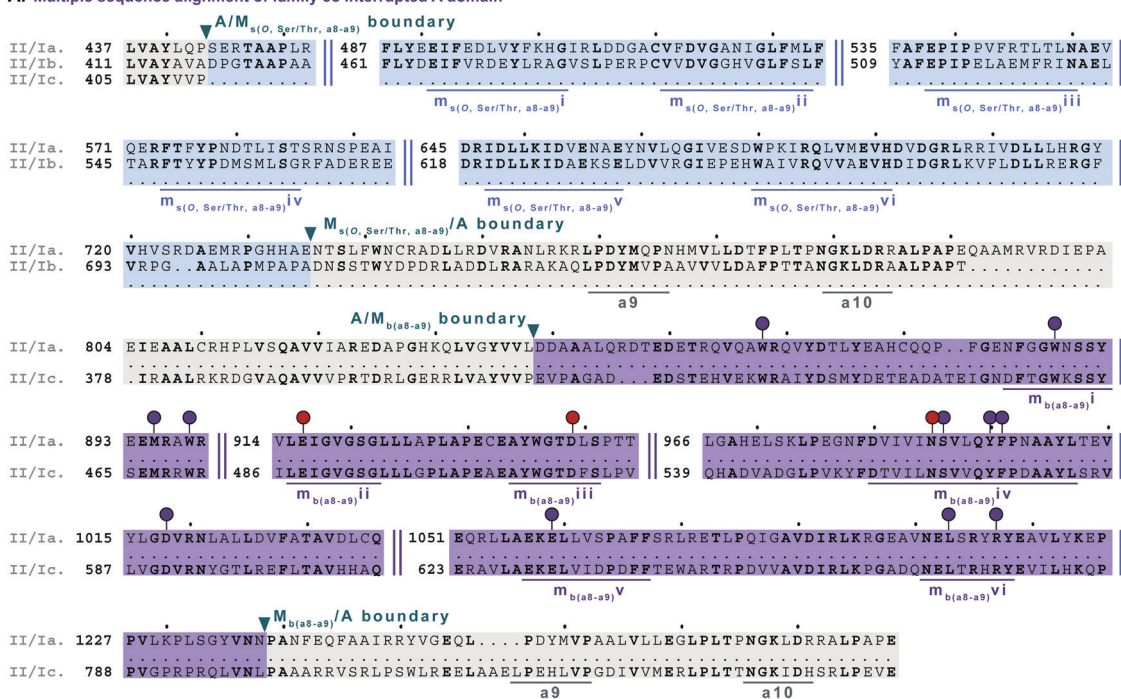 A/M s(O, Ser/Thr, a8-a9) boundary
II/Ia. 437 LVAYLQPSERTAAPLR 487 FLYEEIFEDLVYFKHGIRLDDGACVFDVGANIGLFMLF 535 FAFEPIPPVFRTLTLNAEV
II/Ib. 411 LVAYAVADPGTAAPAA 461 FLYDEIFVRDEYLRAGVSLPERPCVVDVGGHVGLFSLF 509 YAFEPIPELAEMFRINAEL
II/Ic. 405 LVAYVVP.........
m s(O, Ser/Thr, a8-a9) i m s(O, Ser/Thr, a8-a9) ii m s(O, Ser/Thr, a8-a9) iii
II/Ia. 571 QERFTFYPNDTLISTSRNSPEAI 645 DRIDLLKIDVENAEYNVLQGIVESDWPKIRQLVMEVHDVDGRLRRIVDLLLHRGY
II/Ib. 545 TARFTYYPDMSMLSGRFADEREE 618 DRIDLLKIDAEKSELDVVRGIEPEHWAIVRQVVAEVHDIDGRLKVFLDLLRERGF
m s(O, Ser/Thr, a8-a9) iv m s(O, Ser/Thr, a8-a9) v m s(O, Ser/Thr, a8-a9) vi
M s(O, Ser/Thr, a8-a9) /A boundary
II/Ia. 720 VHVSRDAEMRPGHHAENTSLFWNCRADLLRDVRANLRKRLPDYMQPNHMVLLDTFPLTPNGKLDRRALPAPEQAAMRVRDIEPA
II/Ib. 693 VRPG..AALAPMPAPADNSSTWYDPDRLADDLRARAKAQLPDYMVPAAVVVLDAFPTTANGKLDRAALPAPT............
a9 a10
A/M b(a8-a9) boundary
II/Ia. 804 EIEAALCRHPLVSQAVVIAREDAPGHKQLVGYVVLDDAAALQRDTEDETRQVQAWRQVYDTLYEAHCQQP..FGENFGGWNSSY
II/Ic. 378 .IRAALRKRDGVAQAVVVPRTDRLGERRLVAYVVPEVPAGAD...EDSTEHVEKWRAIYDSMYDETEADATEIGNDFTGWKSSY
m b(a8-a9) i
II/Ia. 893 EEMRAWR 914 VLEIGVGSGLLLAPLAPECEAYWGTDLSPTT 966 LGAHELSKLPEGNFDVIVINSVLQYFPNAAYLTEV
II/Ic. 465 SEMRRWR 486 ILEIGVGSGLLLGPLAPEAEAYWGTDFSLPV 539 QHADVADGLPVKYFDTVILNSVVQYFPDAAYLSRV
m b(a8-a9) ii m b(a8-a9) iii m b(a8-a9) iv
II/Ia. 1015 YLGDVRNLALLDVFATAVDLCQ 1051 EQRLLAEKELLVSPAFFSRLRETLPQIGAVDIRLKRGEAVNELSRYRYEAVLYKEP
II/Ic. 587 LVGDVRNYGTLREFLTAVHHAQ 623 ERAVLAEKELVIDPDFFTEWARTRPDVVAVDIRLKPGADQNELTRHRYEVILHKQP
m b(a8-a9) v m b(a8-a9) vi
M b(a8-a9) /A boundary
II/Ia. 1227 PVLKPLSGYVNNPANFEQFAAIRRYVGEQL....PDYMVPAALVLLEGLPLTPNGKLDRRALPAPE
II/Ic. 788 PVGPRPRQLVNLPAAARRVSRLPSWLREELAAELPEHLVPGDIVVMERLPLTTNGKIDHSRLPEVE
a9 a10